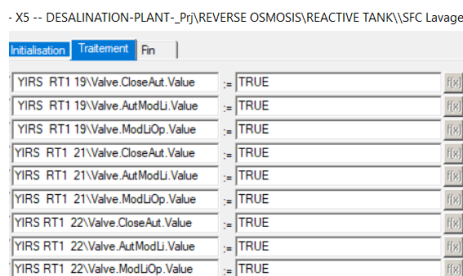 - X5 -- DESALINATION-PLANT-_Prj\REVERSE OSMOSIS\REACTIVE TANK\\SFC Lavage
Initialisation Traitement Fin
YIRS RT1 19\Valve.CloseAut.Value := TRUE f(x)
YIRS RT1 19\Valve.AutModLi.Value := TRUE f(x)
YIRS RT1 19\Valve.ModLiOp.Value := TRUE f(x)
YIRS RT1 21\Valve.CloseAut.Value := TRUE f(x)
YIRS RT1 21\Valve.AutModLi.Value := TRUE f(x)
YIRS RT1 21\Valve.ModLiOp.Value := TRUE f(x)
YIRS RT1 22\Valve.CloseAut.Value := TRUE f(x)
YIRS RT1 22\Valve.AutModLi.Value := TRUE f(x)
YIRS RT1 22\Valve.ModLiOp.Value := TRUE f(x)